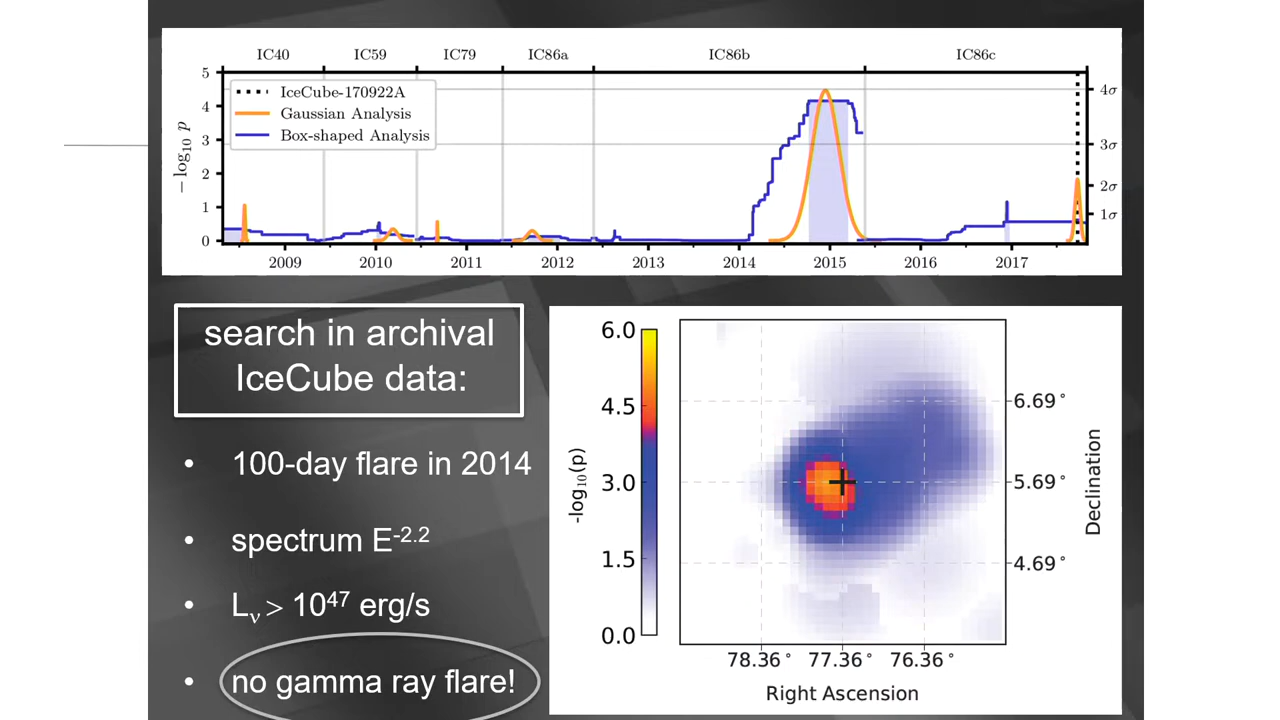 IC40 IC59 IC79 IC86a IC86b IC86c
IceCube-170922A
Gaussian Analysis
Box-shaped Analysis
− log₁₀ p
5
4
3
2
1
0
4σ
3σ
2σ
1σ
2009 2010 2011 2012 2013 2014 2015 2016 2017
search in archival
IceCube data:
• 100-day flare in 2014
• spectrum E⁻²·²
• Lᵥ > 10⁴⁷ erg/s
• no gamma ray flare!
6.0
4.5
3.0
1.5
0.0
-log₁₀(p)
6.69°
5.69°
4.69°
Declination
78.36° 77.36° 76.36°
Right Ascension